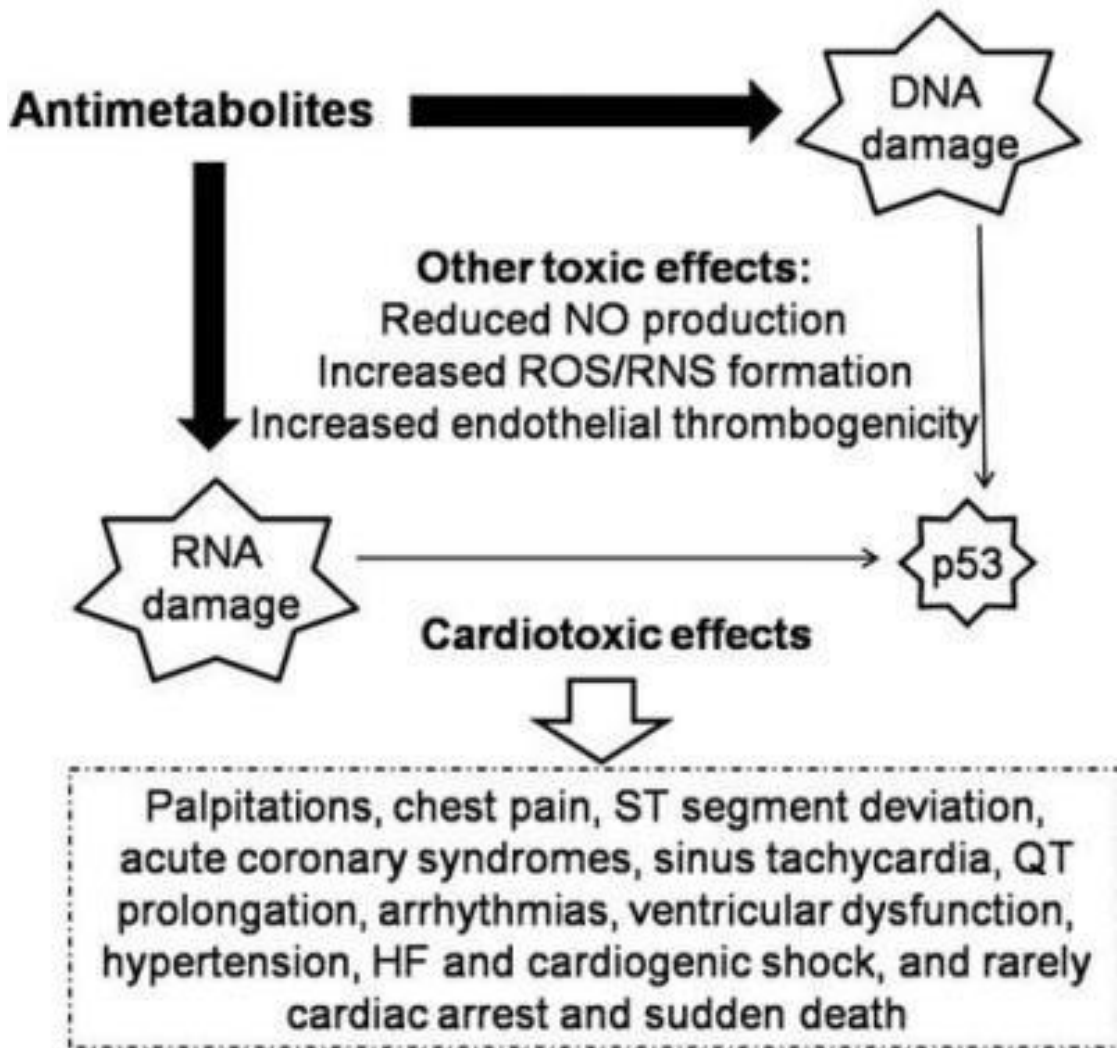 Antimetabolites
DNA
damage
Other toxic effects:
Reduced NO production
Increased ROS/RNS formation
Increased endothelial thrombogenicity
RNA
damage
p53
Cardiotoxic effects
Palpitations, chest pain, ST segment deviation,
acute coronary syndromes, sinus tachycardia, QT
prolongation, arrhythmias, ventricular dysfunction,
hypertension, HF and cardiogenic shock, and rarely
cardiac arrest and sudden death